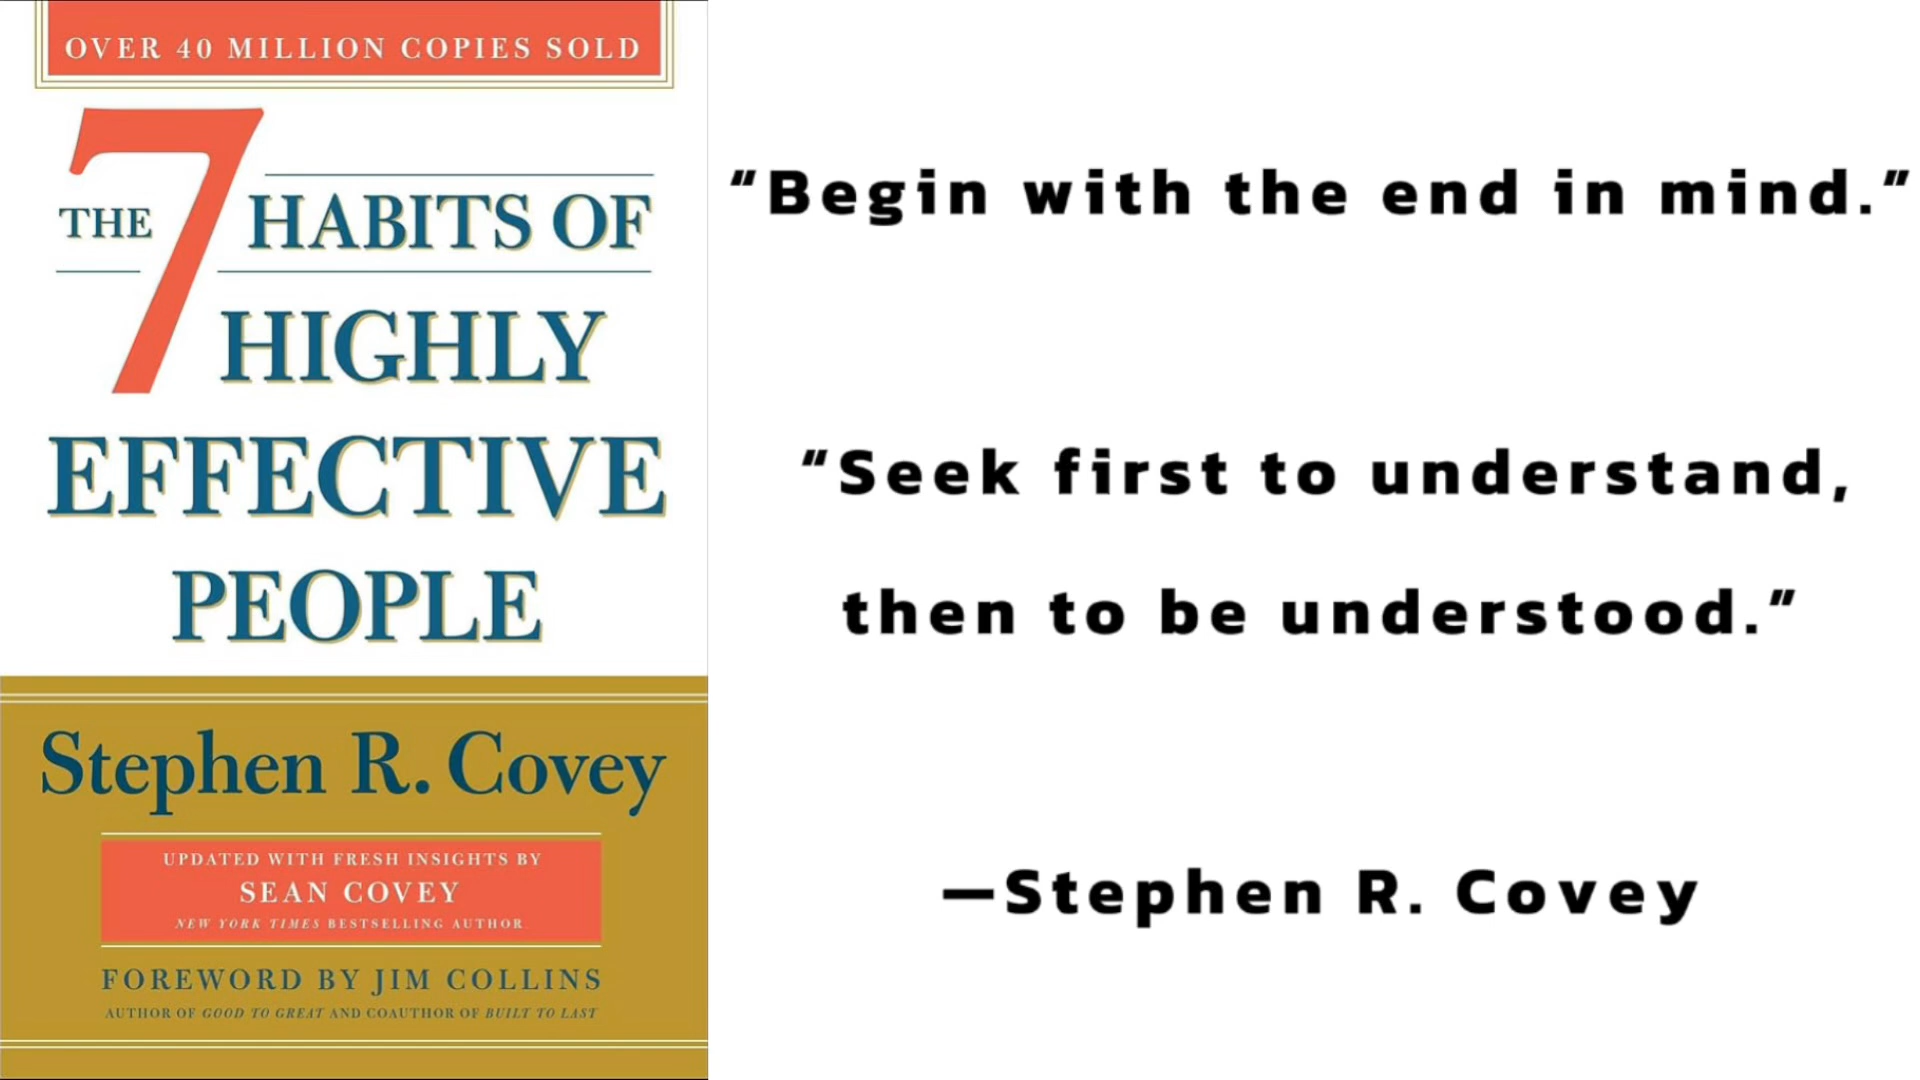 OVER 40 MILLION COPIES SOLD
THE 7 HABITS OF
HIGHLY
EFFECTIVE
PEOPLE
Stephen R. Covey
UPDATED WITH FRESH INSIGHTS BY
SEAN COVEY
NEW YORK TIMES BESTSELLING AUTHOR
FOREWORD BY JIM COLLINS
AUTHOR OF GOOD TO GREAT AND COAUTHOR OF BUILT TO LAST
“Begin with the end in mind.”
“Seek first to understand,
then to be understood.”
—Stephen R. Covey